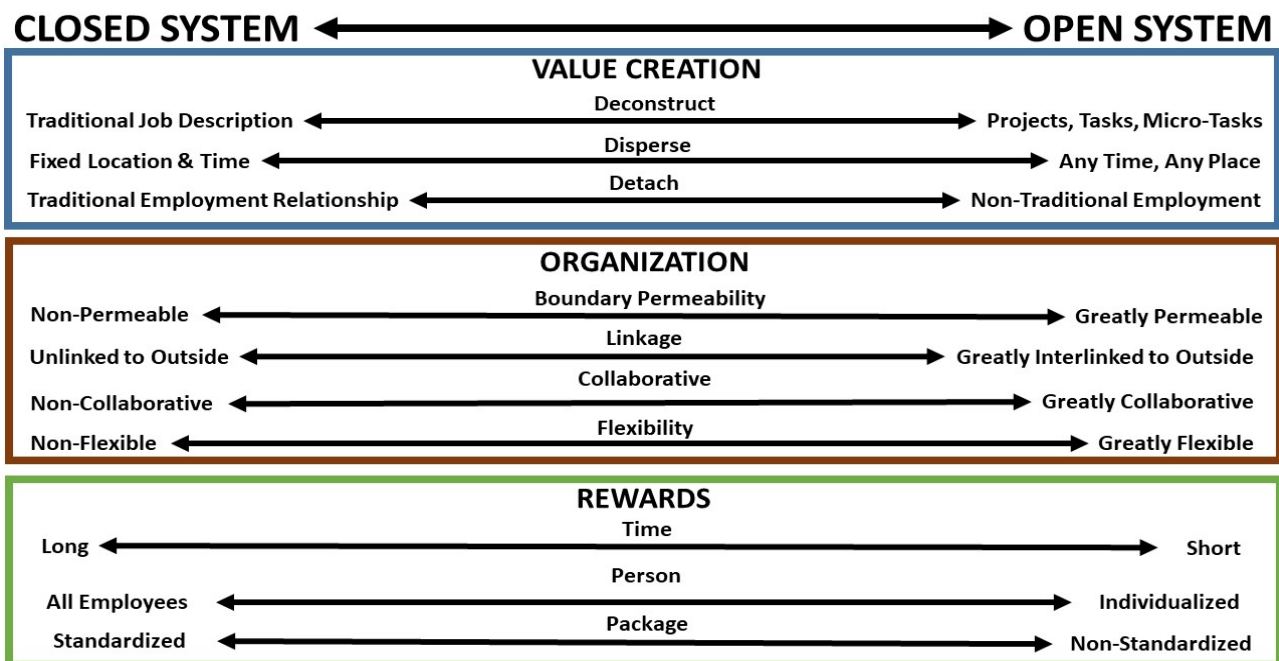 CLOSED SYSTEM OPEN SYSTEM
VALUE CREATION
Deconstruct
Traditional Job Description Projects, Tasks, Micro-Tasks
Disperse
Fixed Location & Time Any Time, Any Place
Detach
Traditional Employment Relationship Non-Traditional Employment
ORGANIZATION
Boundary Permeability
Non-Permeable Greatly Permeable
Linkage
Unlinked to Outside Greatly Interlinked to Outside
Collaborative
Non-Collaborative Greatly Collaborative
Flexibility
Non-Flexible Greatly Flexible
REWARDS
Time
Long Short
Person
All Employees Individualized
Package
Standardized Non-Standardized